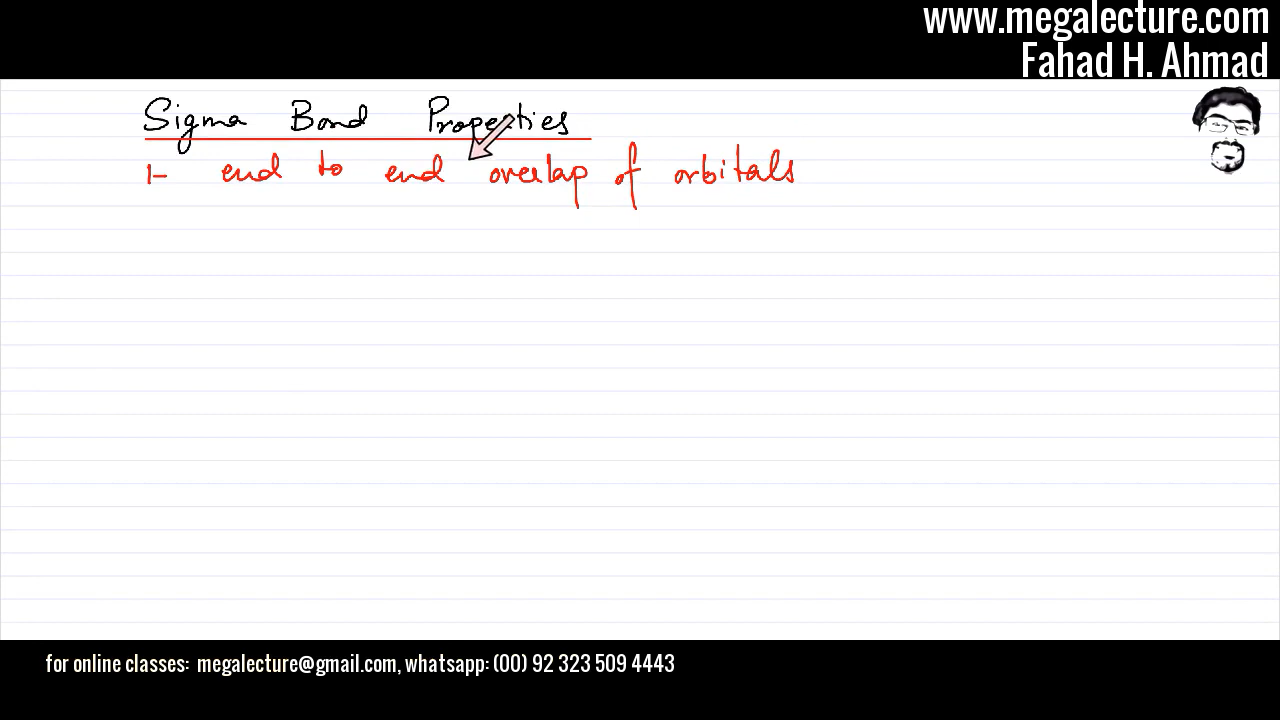 www.megalecture.com
Fahad H. Ahmad
Sigma Bond Properties
1- end to end overlap of orbitals
for online classes: megalecture@gmail.com, whatsapp: (00) 92 323 509 4443